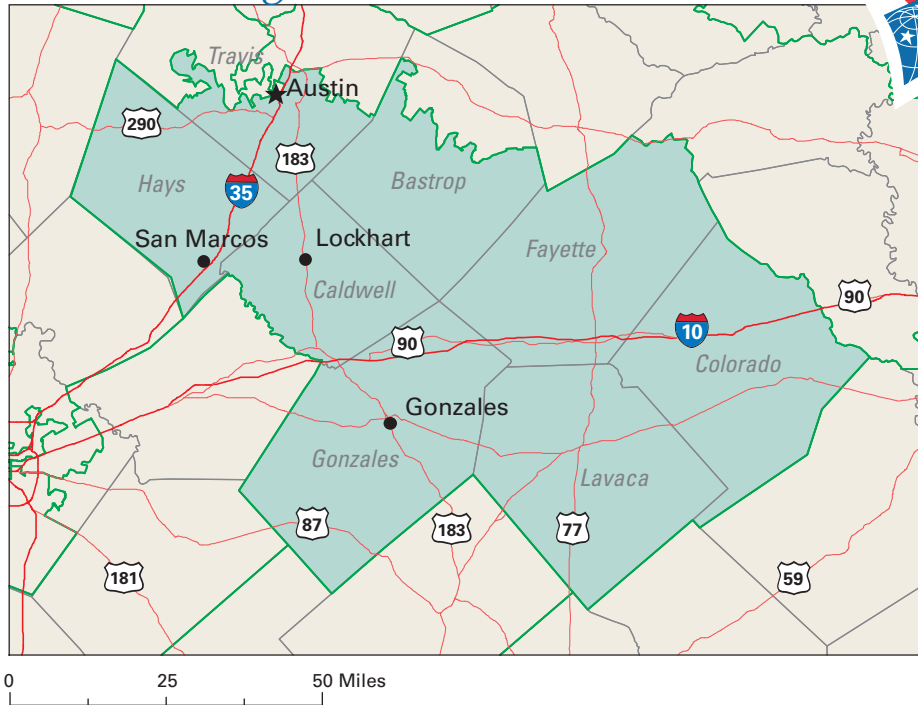 Travis
Austin
290
183
Hays
Bastrop
35
San Marcos
Lockhart
Fayette
Caldwell
90
10
90
Colorado
Gonzales
Gonzales
Lavaca
87
183
77
181
59
0 25 50 Miles